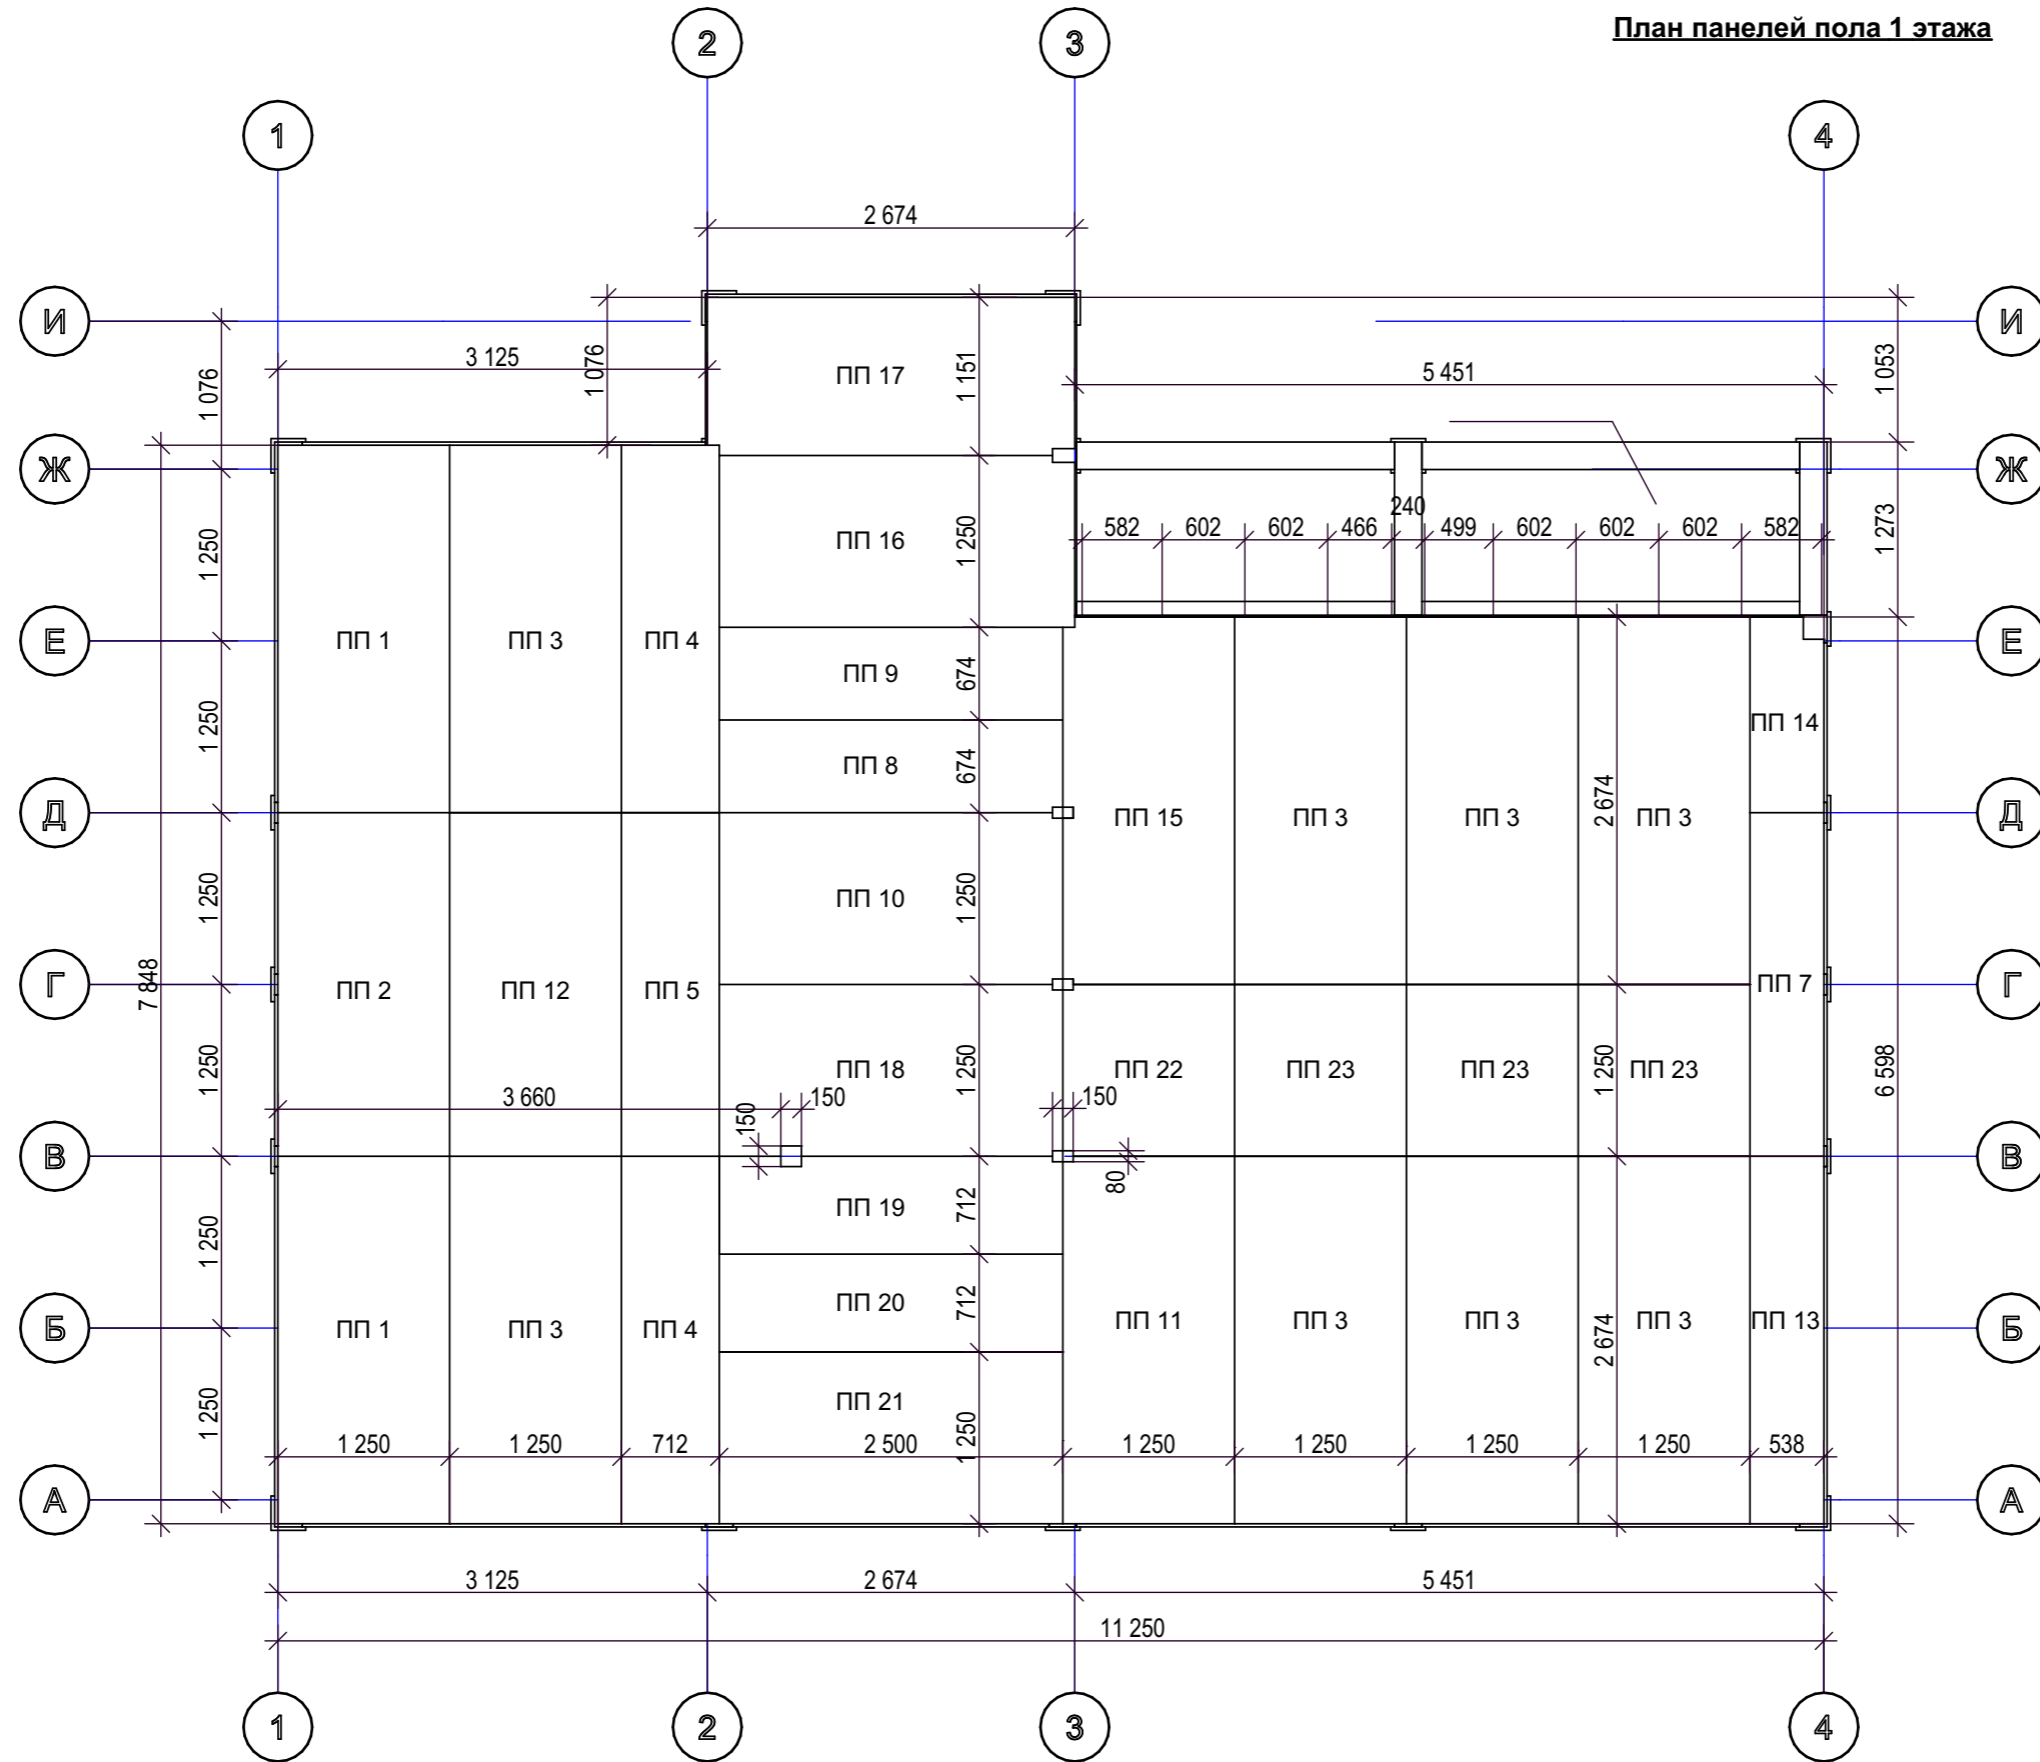 План панелей пола 1 этажа
2 3
1 4
2 674
И И
3 125 1 076 1 151 5 451 1 053
1 076 ПП 17
Ж Ж
240
582 602 602 466 499 602 602 602 582
1 250 ПП 16 1 250 1 273
Е ПП 1 ПП 3 ПП 4 Е
ПП 9 674
1 250 ПП 14
ПП 8 674
Д ПП 15 ПП 3 ПП 3 2 674 ПП 3 Д
1 250 ПП 10 1 250
7 848
Г ПП 2 ПП 12 ПП 5 ПП 7 Г
1 250 ПП 18 1 250 ПП 22 ПП 23 ПП 23 1 250 ПП 23 6 598
3 660 150 150 150
В В
80
1 250 ПП 19 712
ПП 20 712
Б ПП 1 ПП 3 ПП 4 ПП 11 ПП 3 ПП 3 2 674 ПП 3 ПП 13 Б
1 250 ПП 21 1 250
1 250 1 250 712 2 500 1 250 1 250 1 250 1 250 538
А А
3 125 2 674 5 451
11 250
1 2 3 4